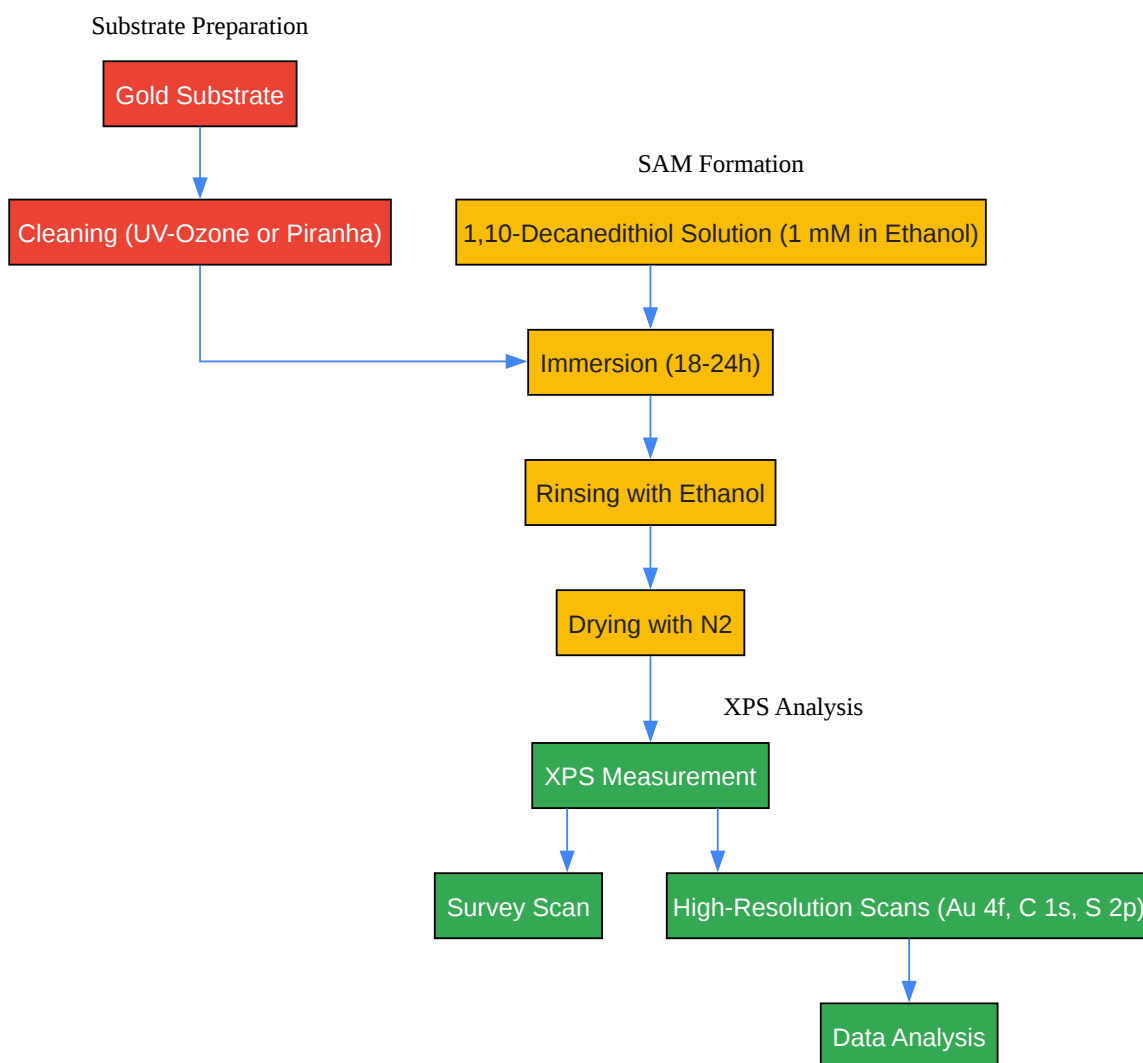 Substrate Preparation
Gold Substrate
SAM Formation
Cleaning (UV-Ozone or Piranha)
1,10-Decanedithiol Solution (1 mM in Ethanol)
Immersion (18-24h)
Rinsing with Ethanol
Drying with N2
XPS Analysis
XPS Measurement
Survey Scan
High-Resolution Scans (Au 4f, C 1s, S 2p)
Data Analysis